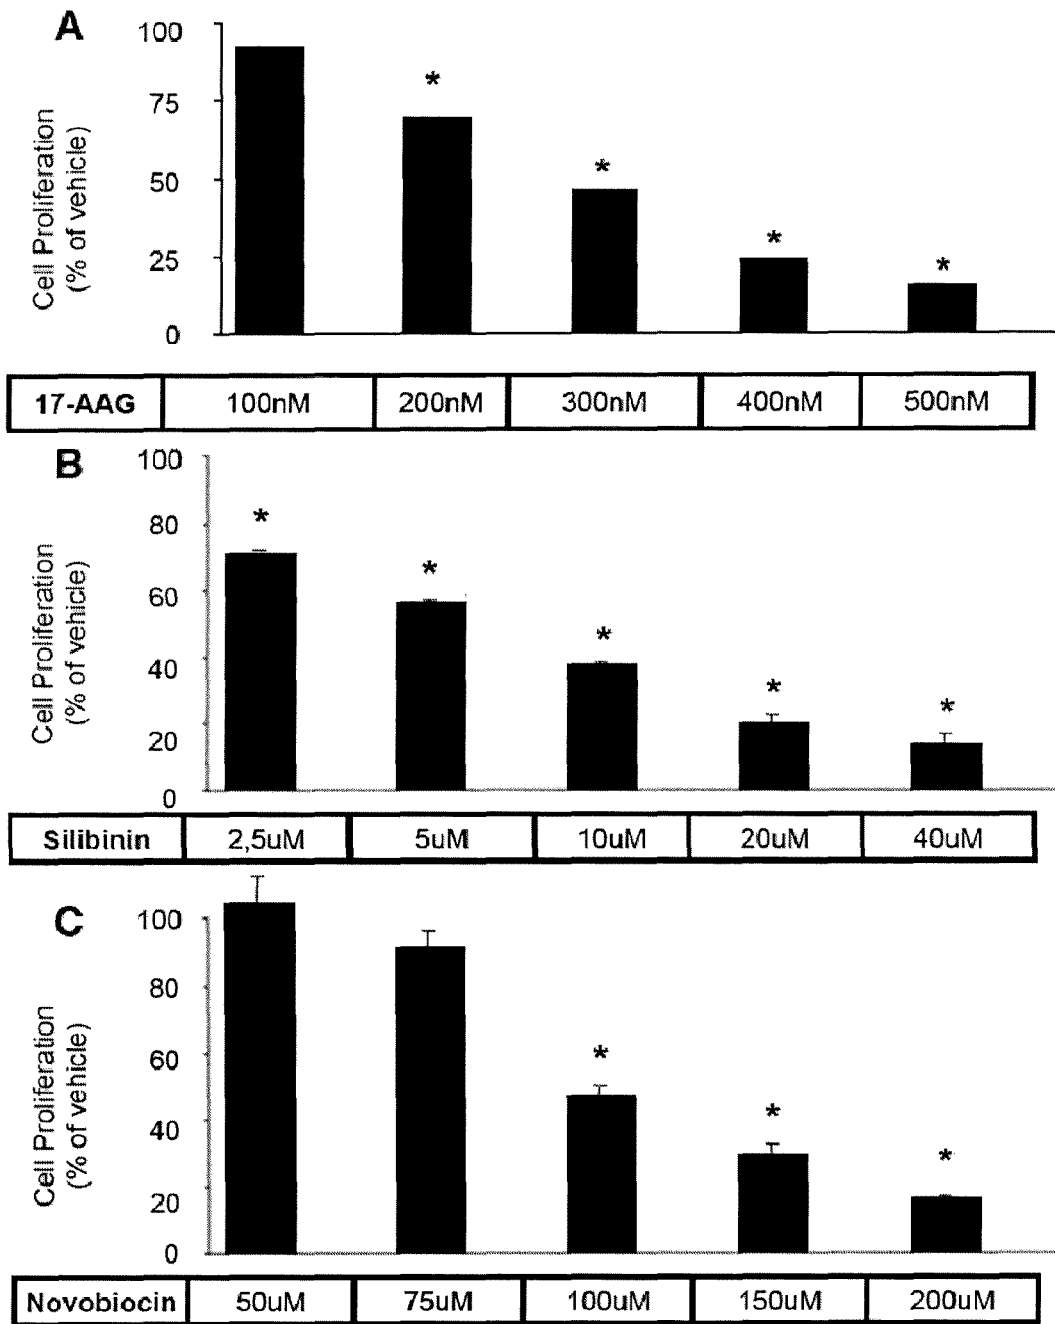 A
100
75
50
25
0
Cell Proliferation
(% of vehicle)
*
*
*
*
17-AAG 100nM 200nM 300nM 400nM 500nM
B
100
80
60
40
20
0
Cell Proliferation
(% of vehicle)
*
*
*
*
*
Silibinin 2,5uM 5uM 10uM 20uM 40uM
C
100
80
60
40
20
0
Cell Proliferation
(% of vehicle)
*
*
*
Novobiocin 50uM 75uM 100uM 150uM 200uM